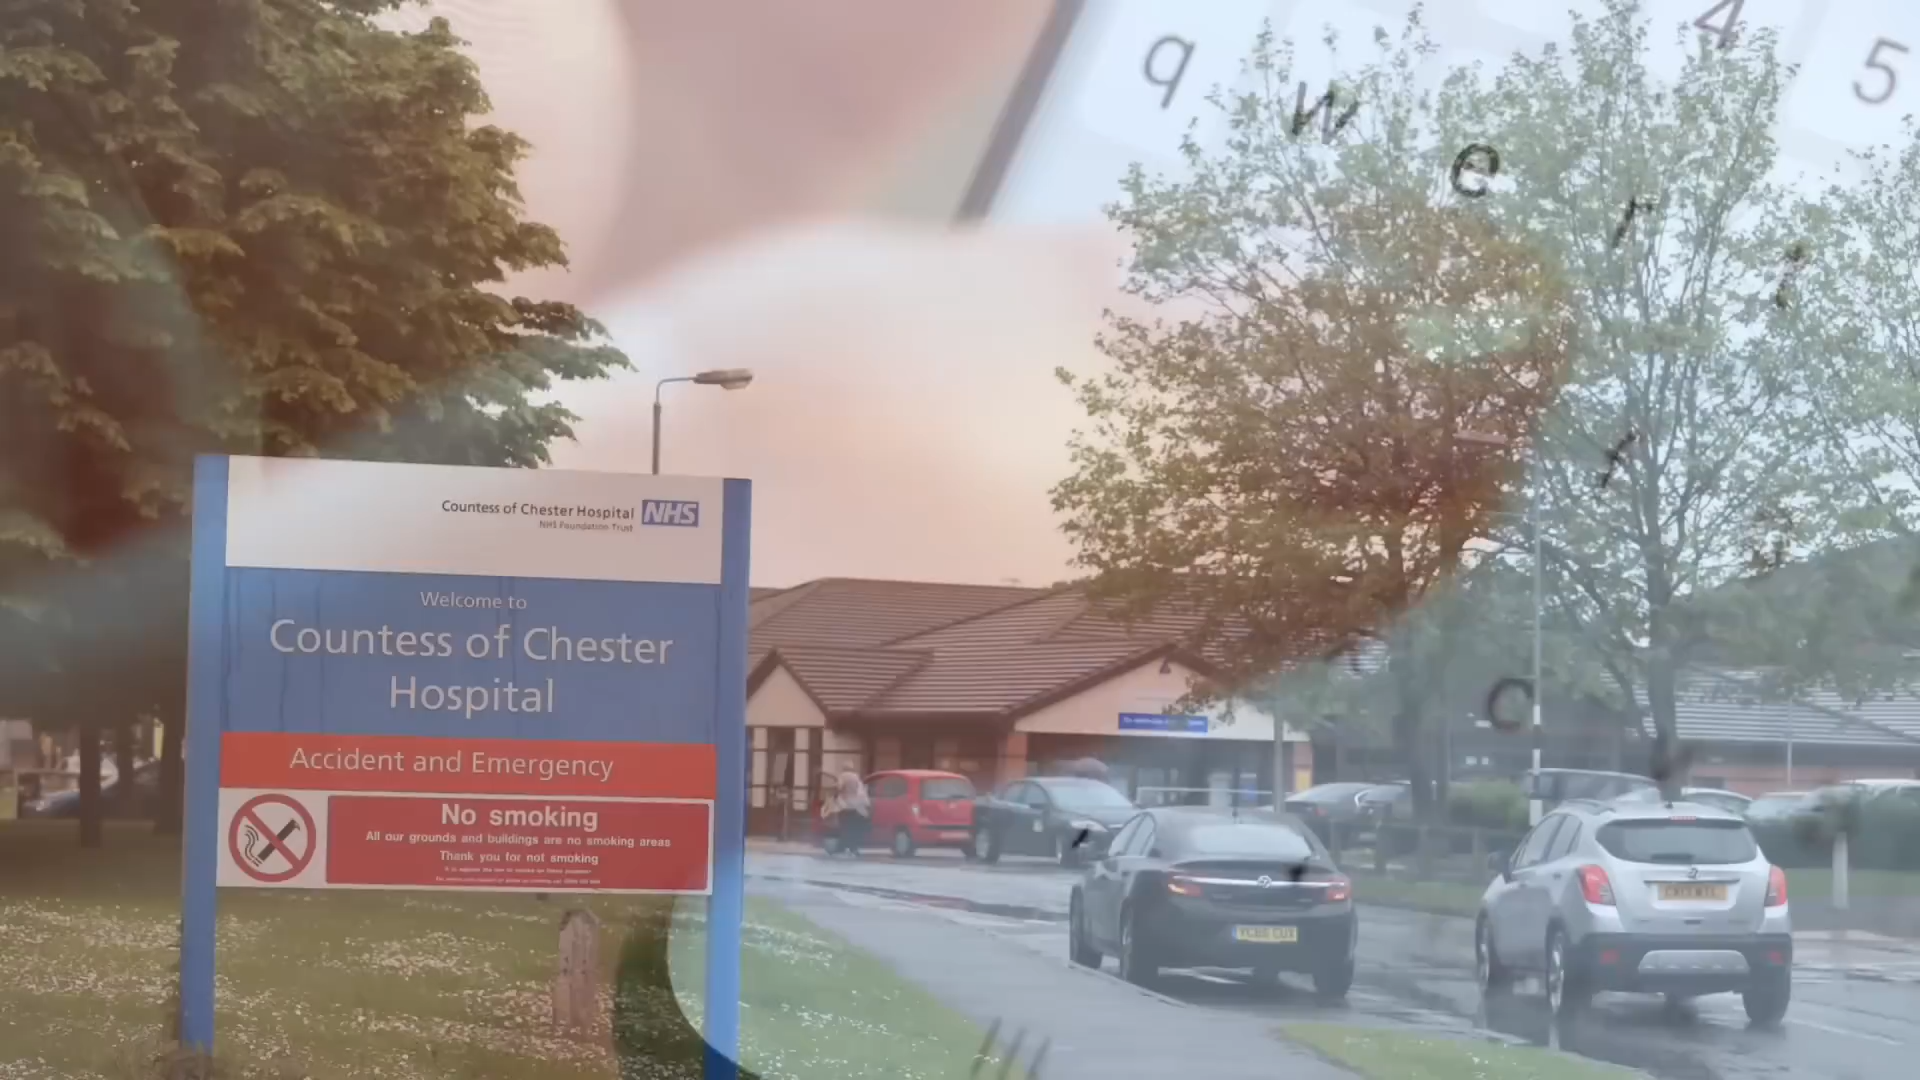 q w e r 4 5
Countess of Chester Hospital NHS
NHS Foundation Trust
Welcome to
Countess of Chester
Hospital
Accident and Emergency
No smoking
All our grounds and buildings are no smoking areas
Thank you for not smoking
c